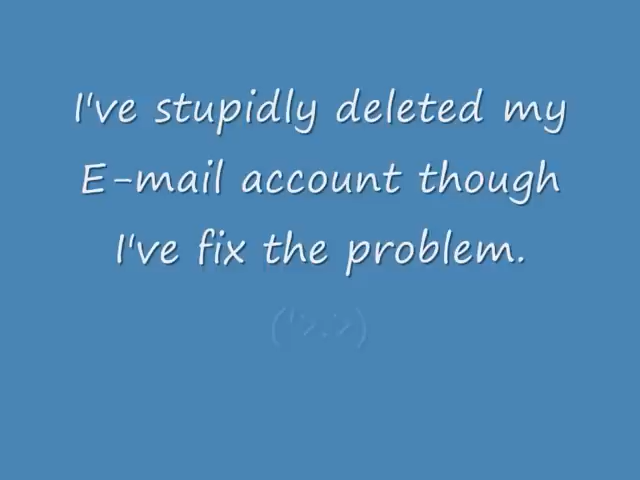 I've stupidly deleted my
E-mail account though
I've fix the problem.
('>.>)